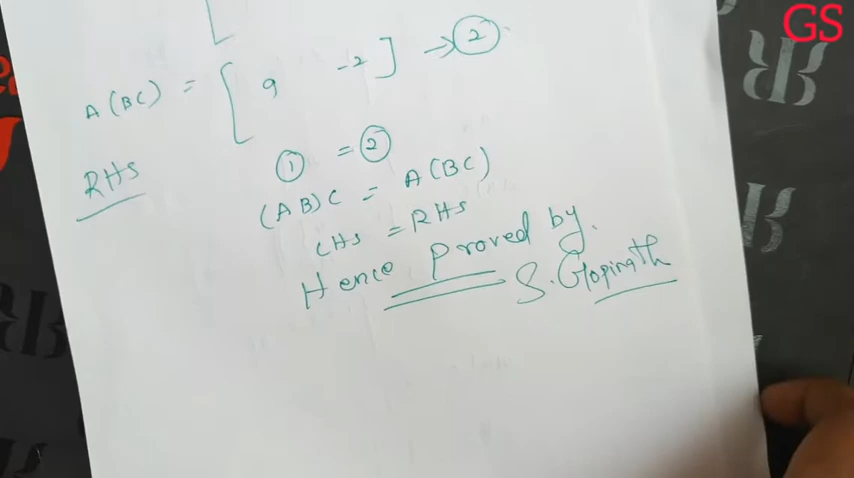 GS
A(BC) = [ 9 -2 ] → ②
RHS
① = ②
(AB)C = A(BC)
LHS = RHS
Hence Proved by.
S. Gopinath